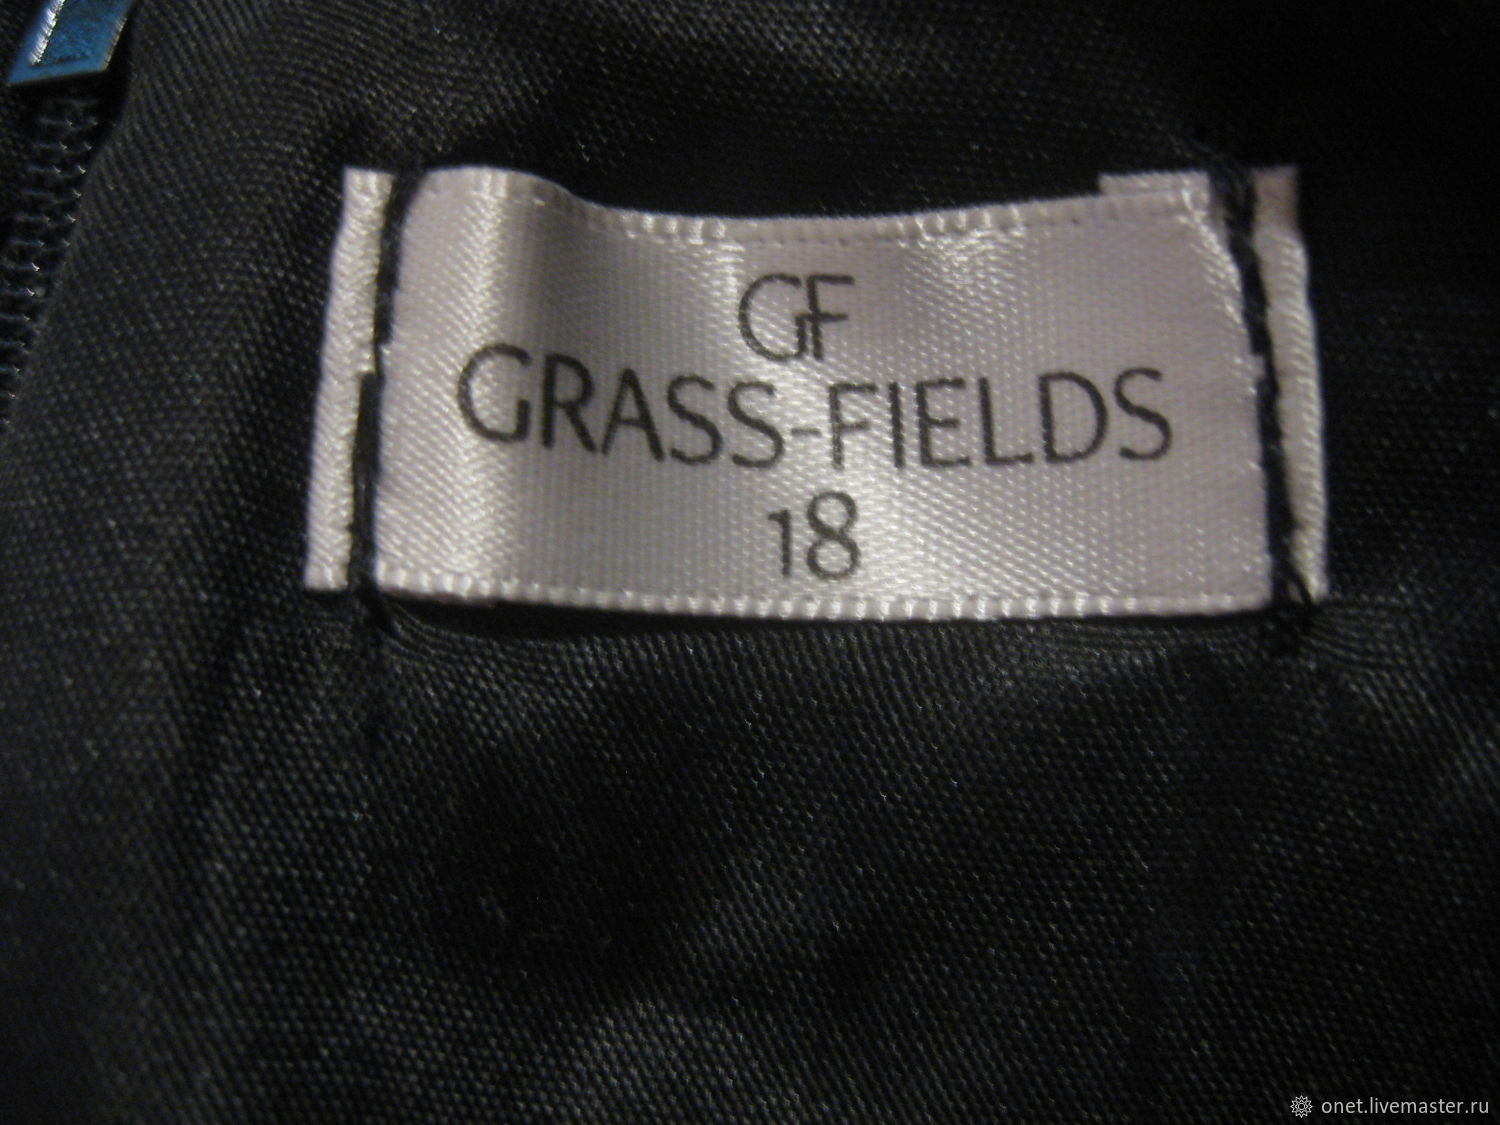 GF
GRASS-FIELDS
18
onet.livemaster.ru